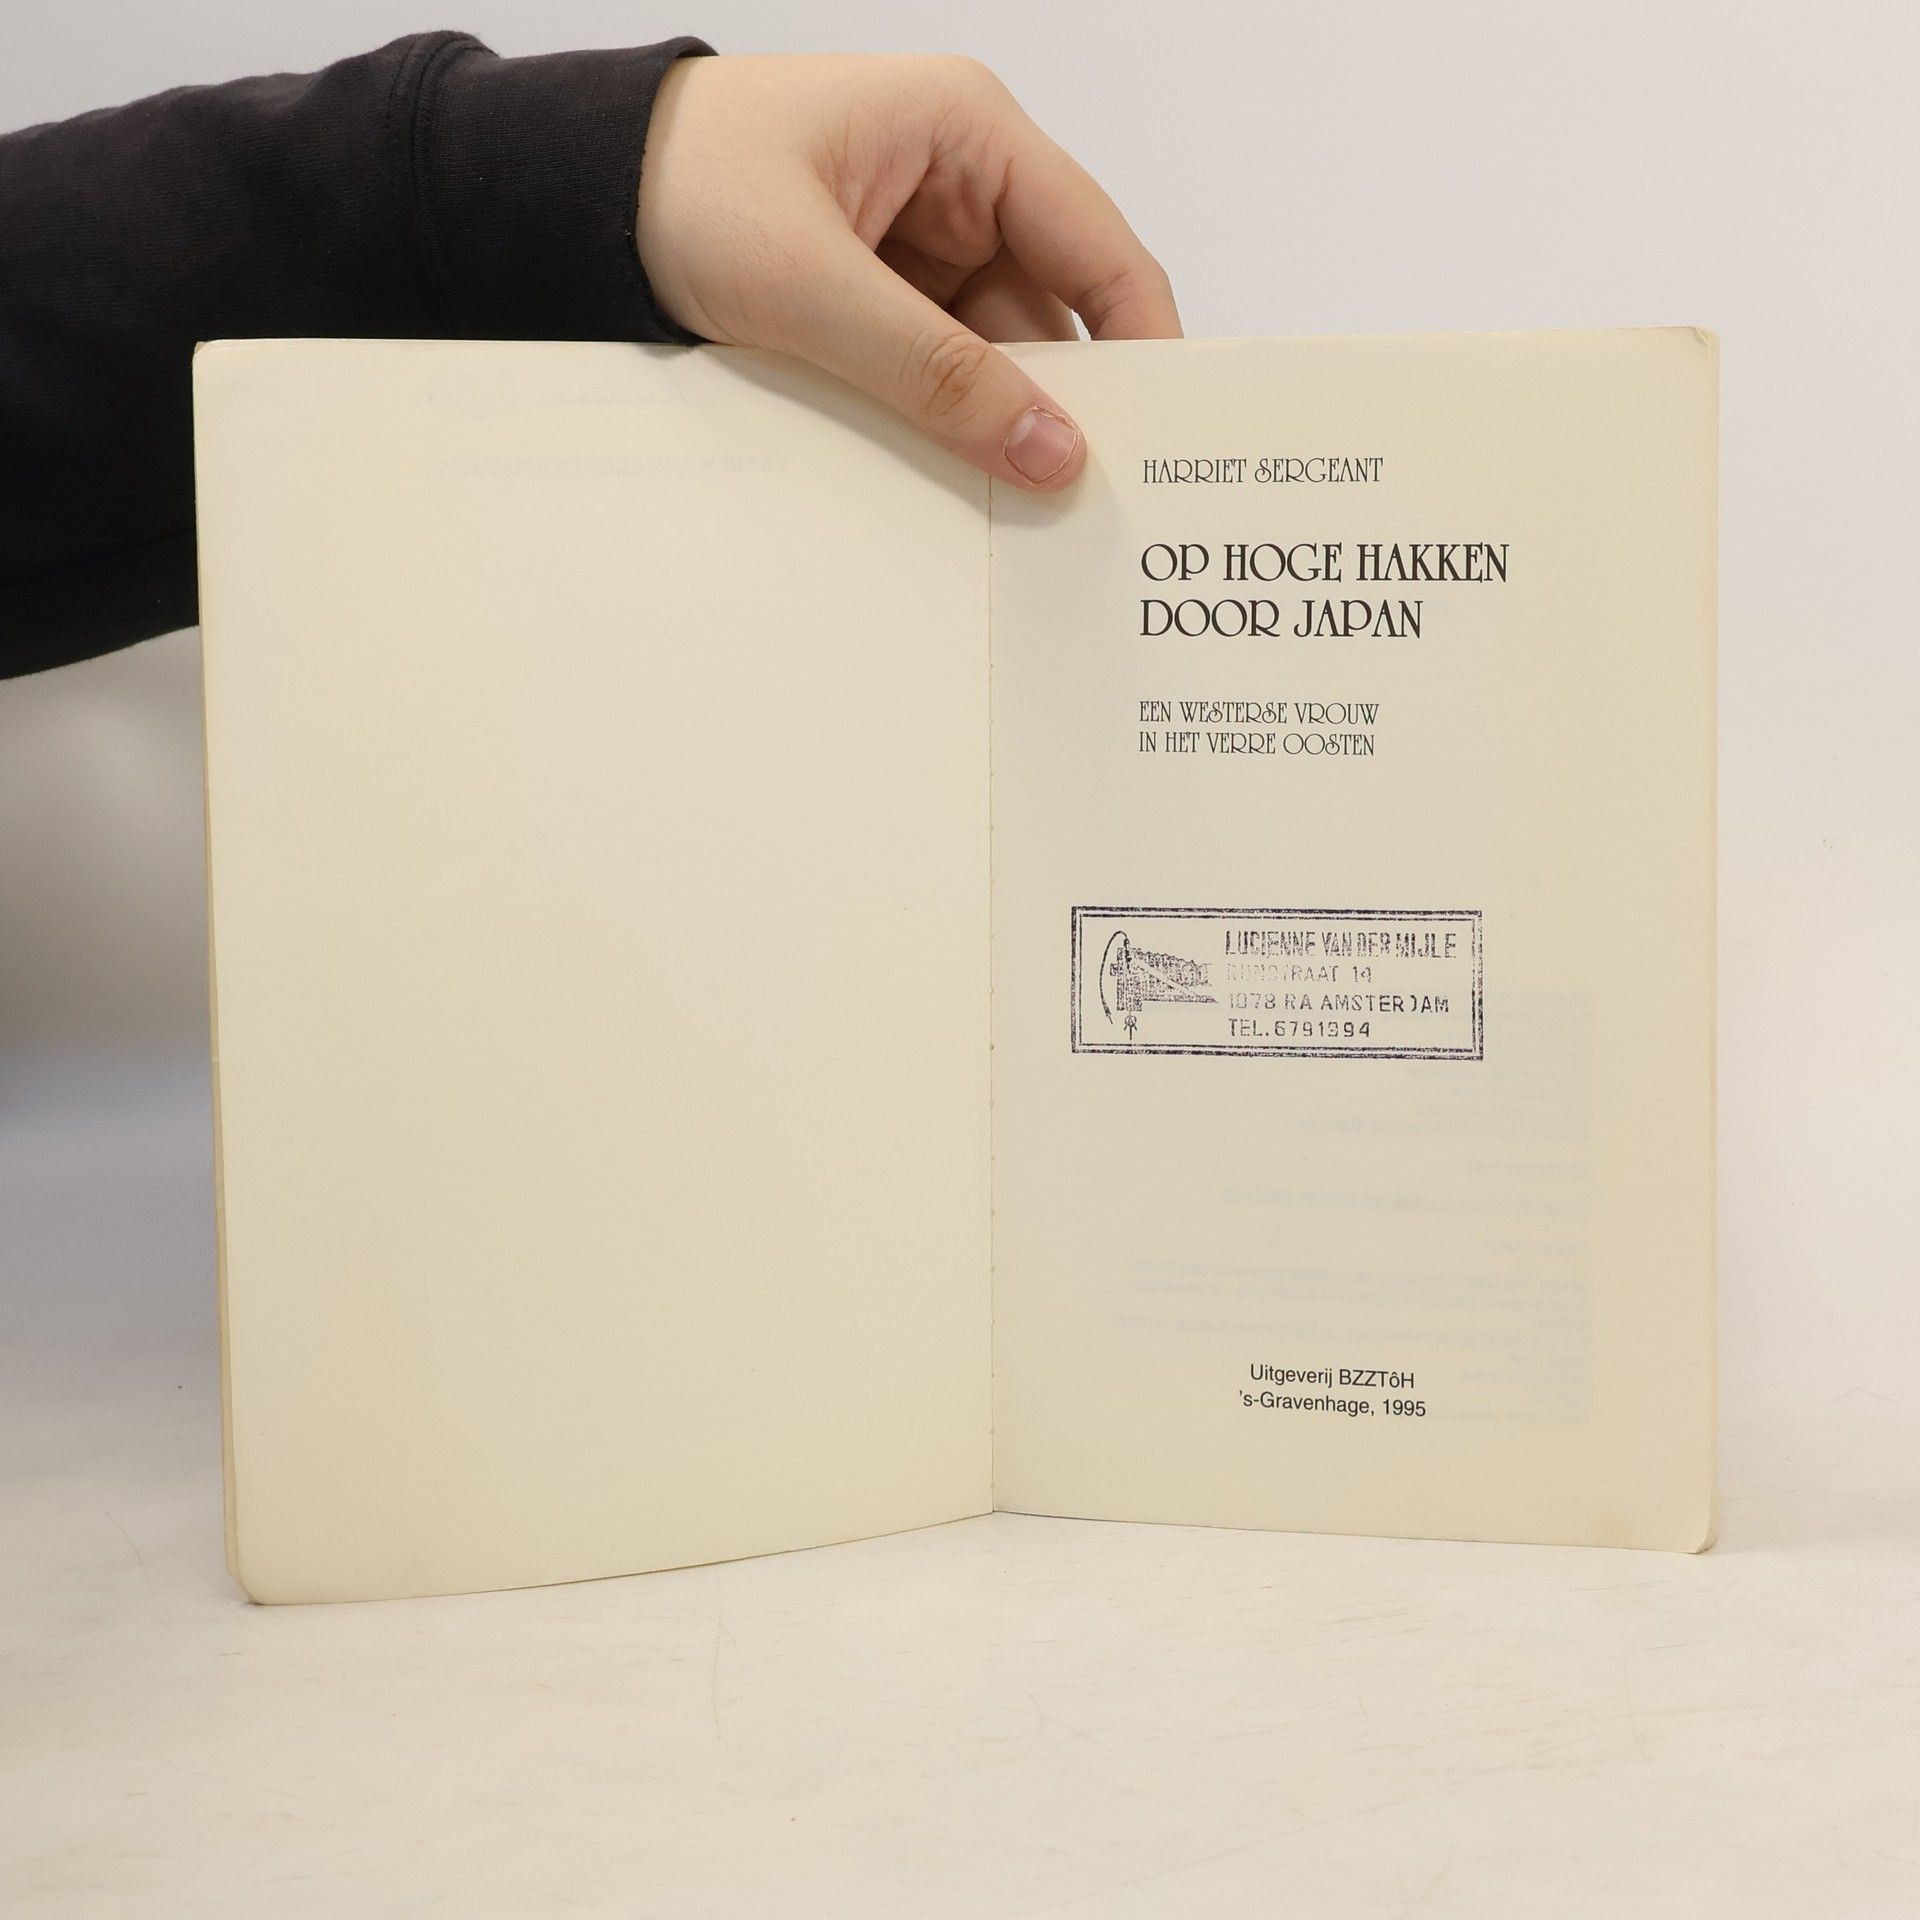 HARRIET SERGEANT
OP HOGE HAKKEN
DOOR JAPAN
EEN WESTERSE VROUW
IN HET VERRE OOSTEN
LUCIENNE VAN DER MIJLE
14
1078 RA AMSTERDAM
TEL. 6791394
Uitgeverij BZZTôH
's-Gravenhage, 1995